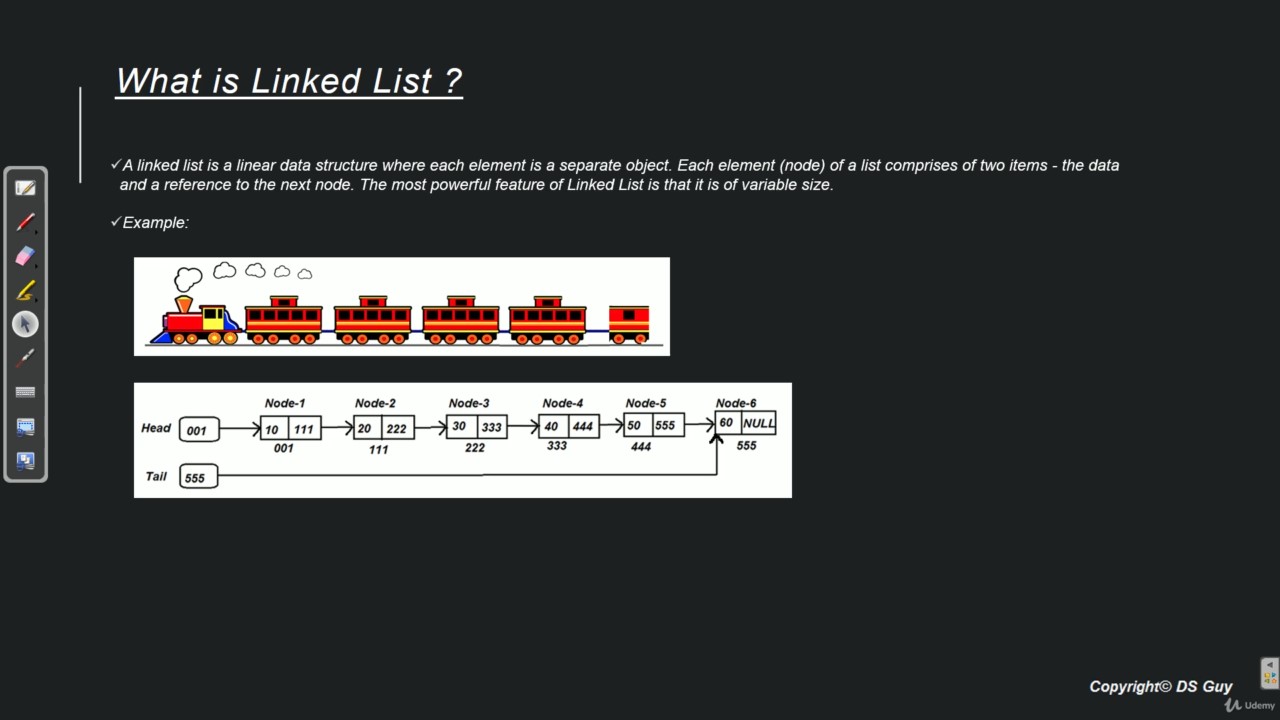 What is Linked List ?
✓A linked list is a linear data structure where each element is a separate object. Each element (node) of a list comprises of two items - the data
and a reference to the next node. The most powerful feature of Linked List is that it is of variable size.
✓Example:
Node-1 Node-2 Node-3 Node-4 Node-5 Node-6
Head 001 10 111 20 222 30 333 40 444 50 555 60 NULL
001 111 222 333 444 555
Tail 555
Copyright© DS Guy
Udemy